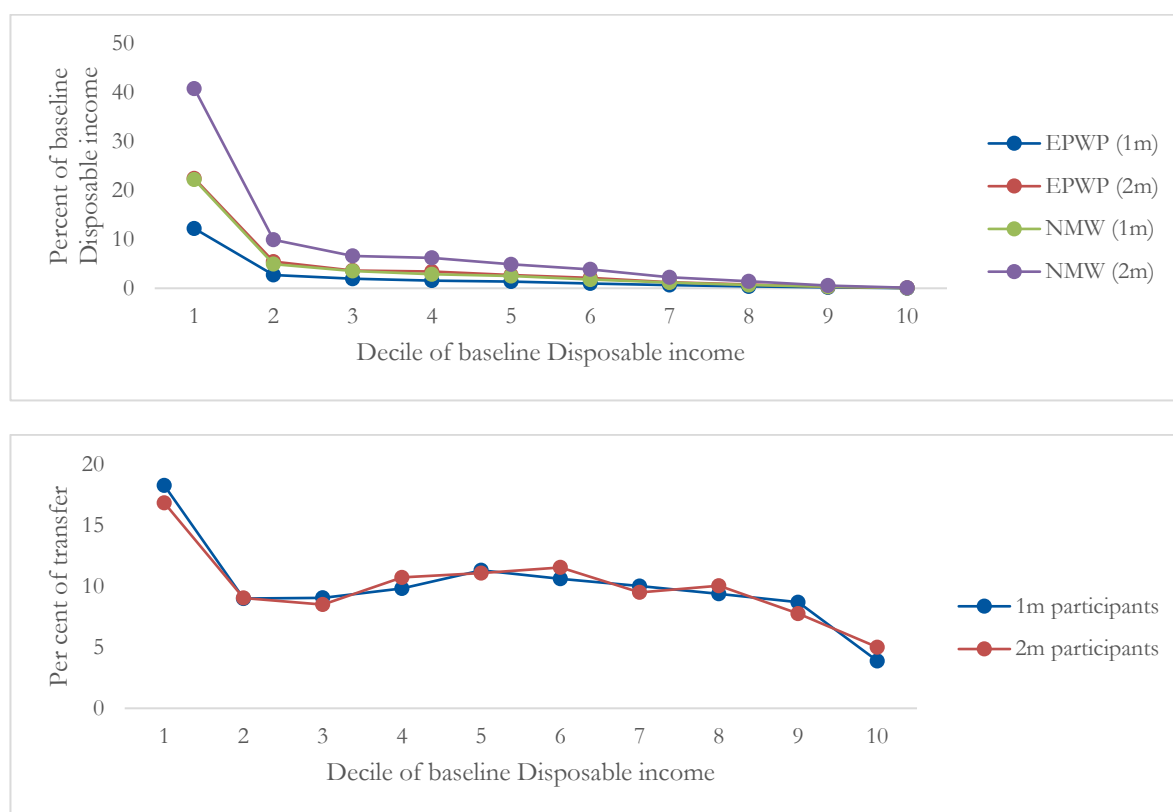 50
40
30
20
10
0
Percent of baseline
Disposable income
1 2 3 4 5 6 7 8 9 10
Decile of baseline Disposable income
EPWP (1m)
EPWP (2m)
NMW (1m)
NMW (2m)
20
15
10
5
0
Per cent of transfer
1 2 3 4 5 6 7 8 9 10
Decile of baseline Disposable income
1m participants
2m participants